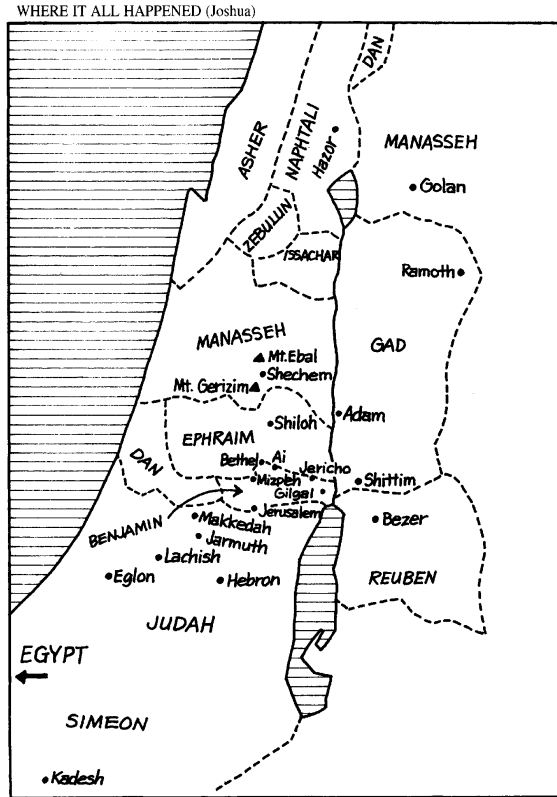 WHERE IT ALL HAPPENED (Joshua)
DAN
ASHER
NAPHTALI
Hazor
MANASSEH
Golan
ZEBULUN
ISSACHAR
Ramoth
MANASSEH
Mt. Ebal
Shechem
Mt. Gerizim
GAD
Adam
Shiloh
EPHRAIM
DAN
Bethel
Ai
Jericho
Mizpeh
Shittim
Gilgal
Jerusalem
BENJAMIN
Makkedah
Bezer
Jarmuth
Lachish
Eglon
Hebron
REUBEN
JUDAH
EGYPT
SIMEON
Kadesh